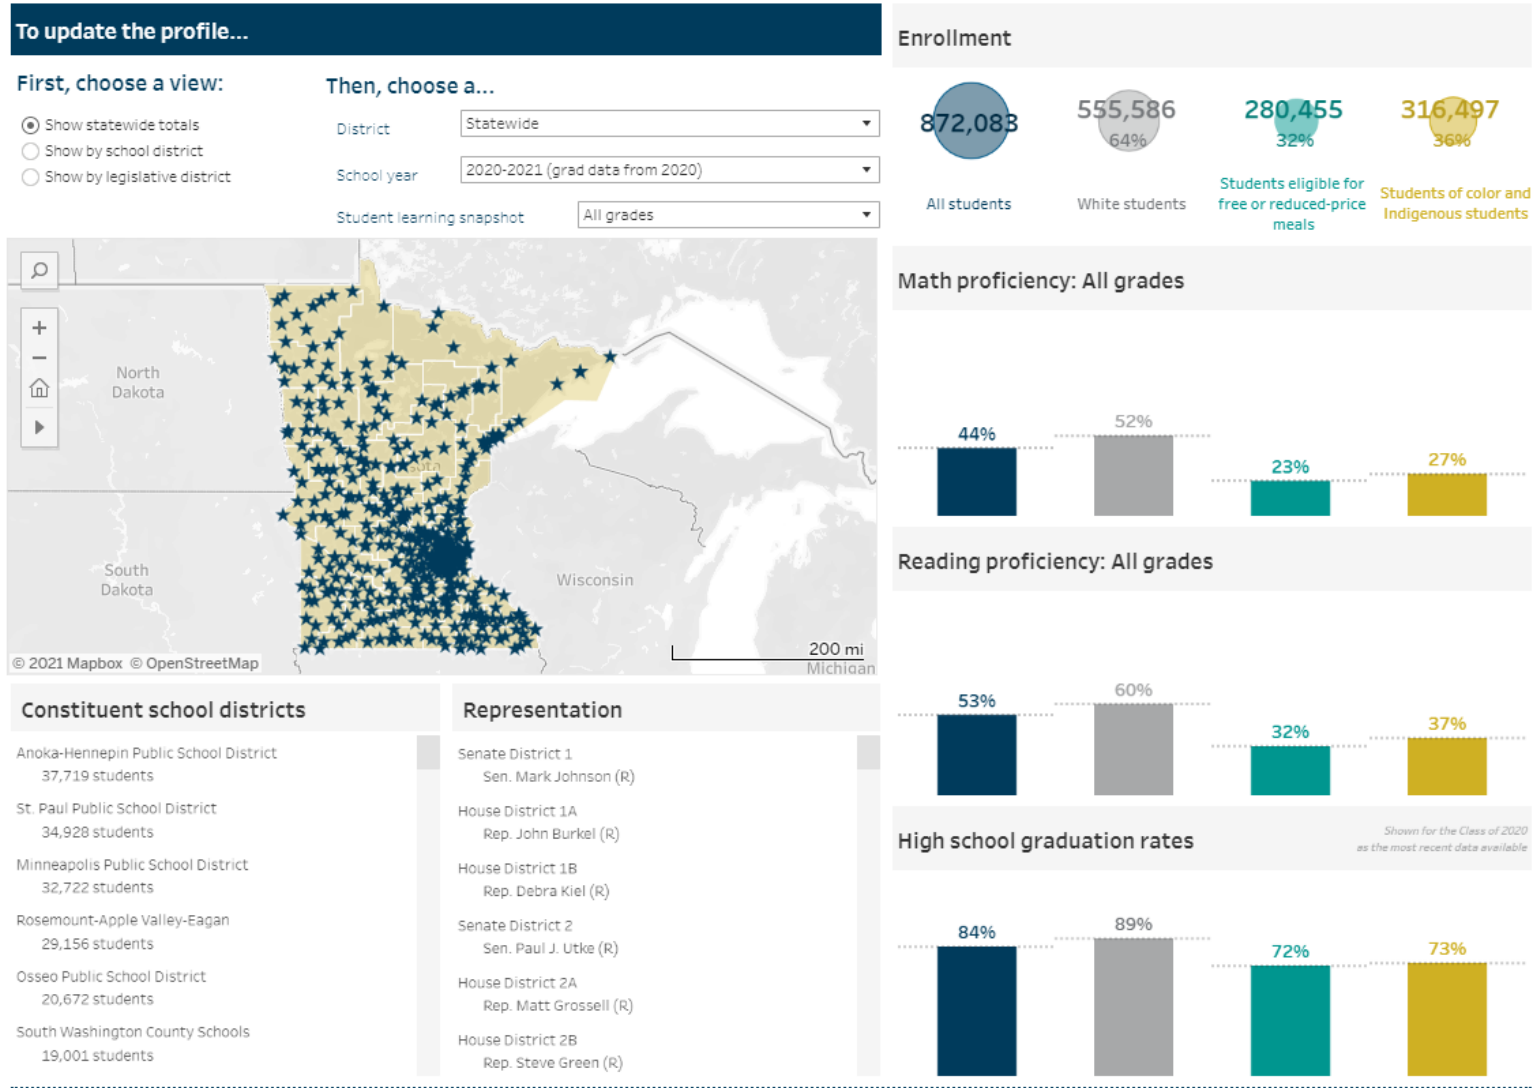 To update the profile...
First, choose a view:
Show statewide totals
Show by school district
Show by legislative district
Then, choose a...
District
Statewide
School year
2020-2021 (grad data from 2020)
Student learning snapshot
All grades
North
Dakota
South
Dakota
sota
Wisconsin
200 mi
Michigan
© 2021 Mapbox © OpenStreetMap
Constituent school districts
Anoka-Hennepin Public School District
37,719 students
St. Paul Public School District
34,928 students
Minneapolis Public School District
32,722 students
Rosemount-Apple Valley-Eagan
29,156 students
Osseo Public School District
20,672 students
South Washington County Schools
19,001 students
Representation
Senate District 1
Sen. Mark Johnson (R)
House District 1A
Rep. John Burkel (R)
House District 1B
Rep. Debra Kiel (R)
Senate District 2
Sen. Paul J. Utke (R)
House District 2A
Rep. Matt Grossell (R)
House District 2B
Rep. Steve Green (R)
Enrollment
872,083
All students
555,586
64%
White students
280,455
32%
Students eligible for
free or reduced-price
meals
316,497
36%
Students of color and
Indigenous students
Math proficiency: All grades
44%
52%
23%
27%
Reading proficiency: All grades
53%
60%
32%
37%
High school graduation rates
Shown for the Class of 2020
as the most recent data available
84%
89%
72%
73%